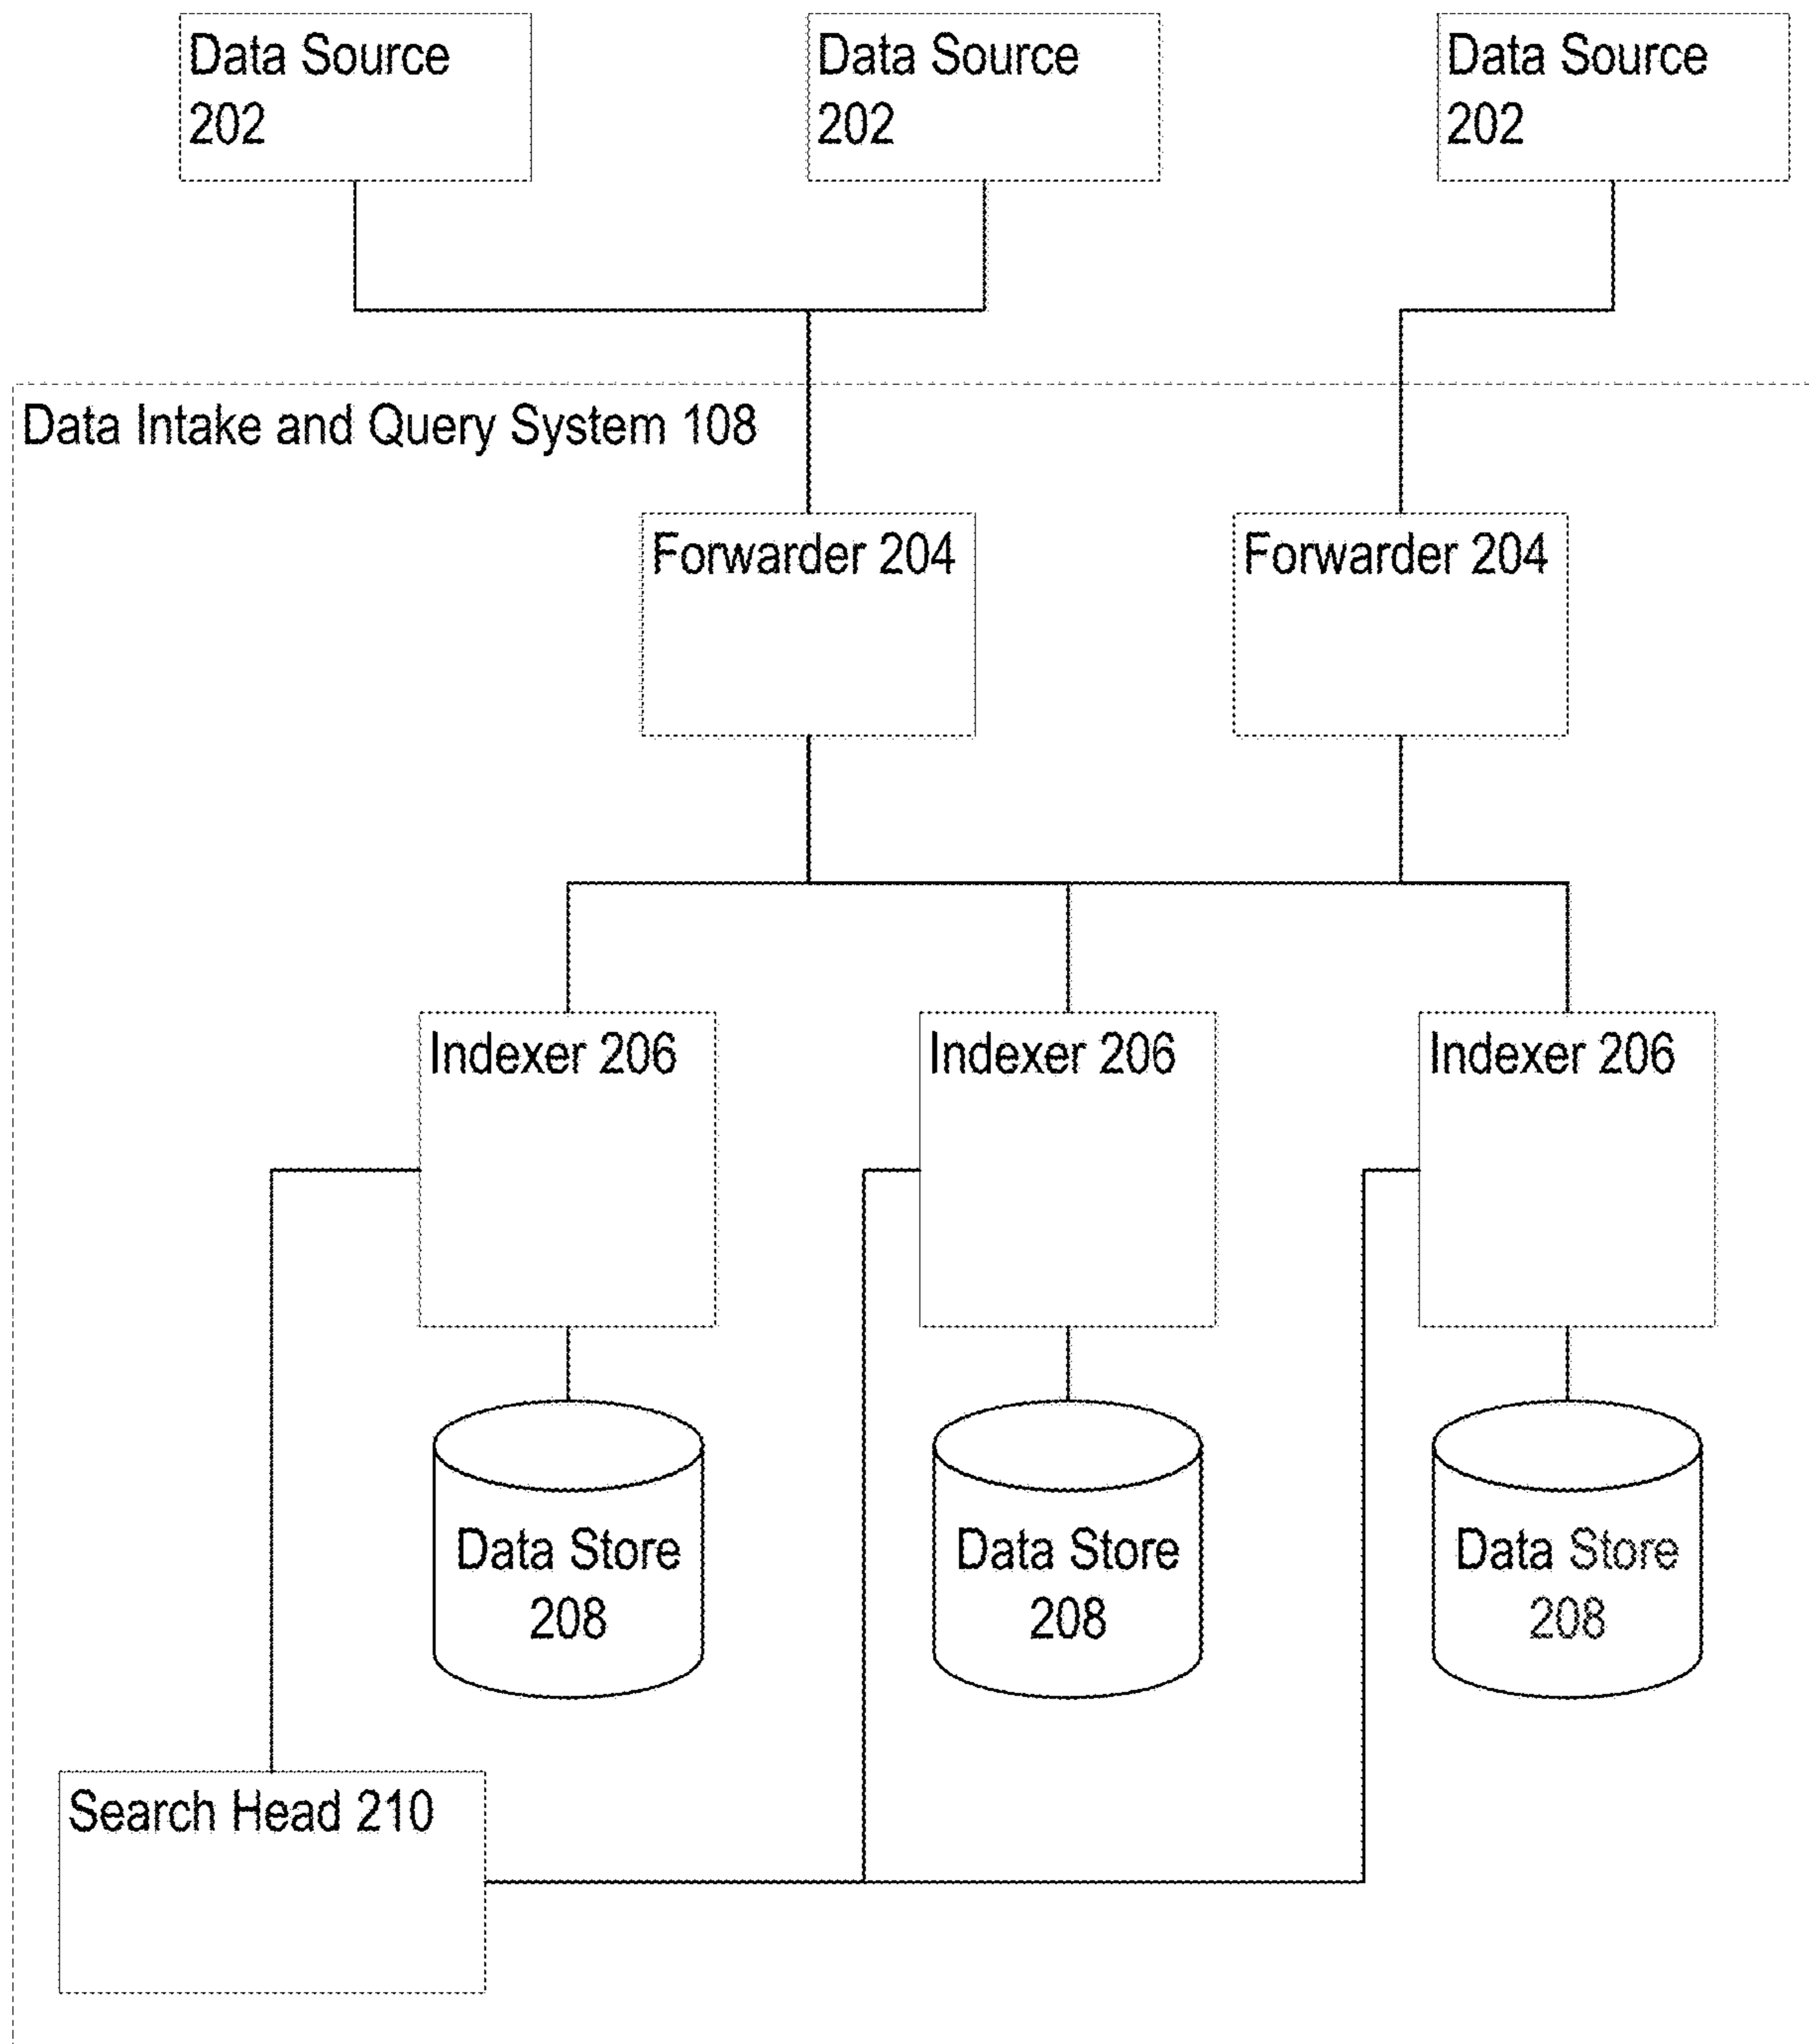 Data Source
202
Data Source
202
Data Source
202
Data Intake and Query System 108
Forwarder 204
Forwarder 204
Indexer 206
Indexer 206
Indexer 206
Data Store
208
Data Store
208
Data Store
208
Search Head 210